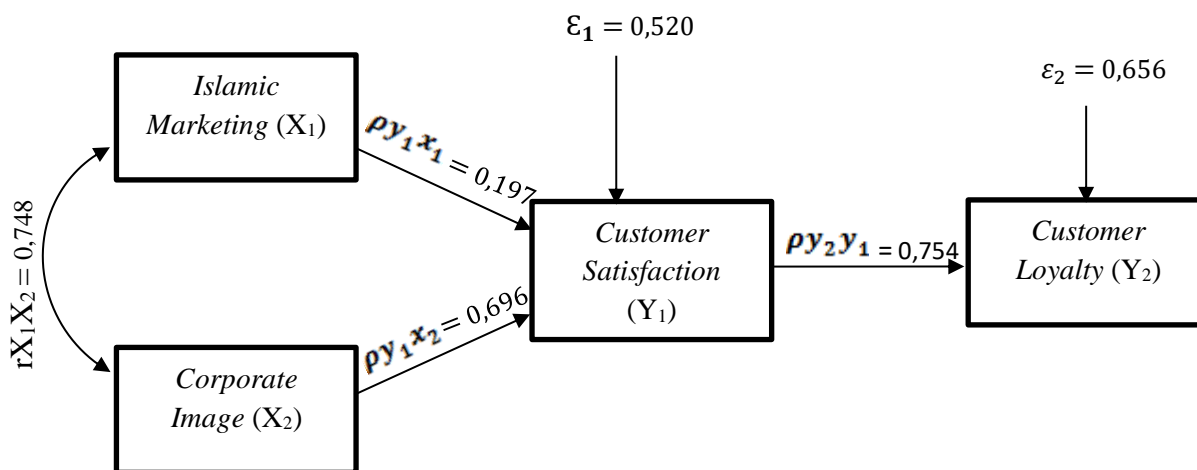 Ɛ₁ = 0,520
ε₂ = 0,656
Islamic
Marketing (X₁)
ρy₁x₁ = 0,197
rX₁X₂ = 0,748
Customer
Satisfaction
(Y₁)
ρy₂y₁ = 0,754
Customer
Loyalty (Y₂)
ρy₁x₂ = 0,696
Corporate
Image (X₂)